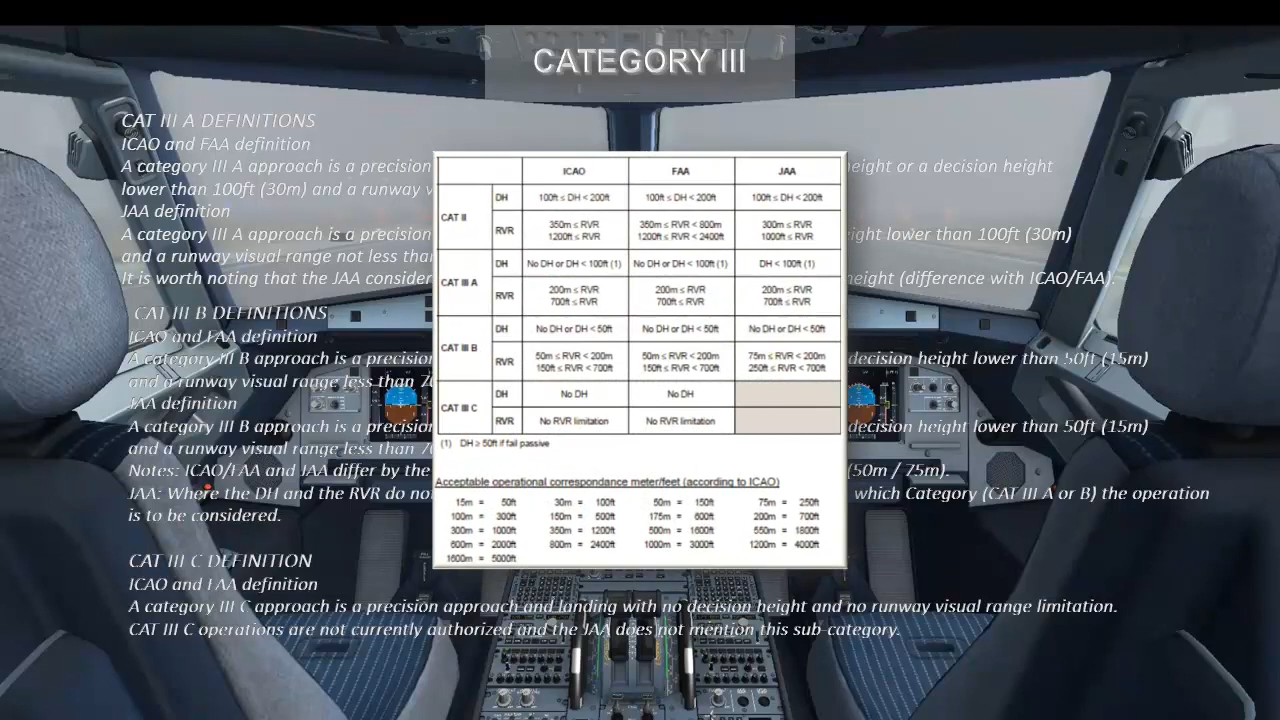 CATEGORY III
CAT III A DEFINITIONS
ICAO and FAA definition
A category III A approach is a precision
eight or a decision height
lower than 100ft (30m) and a runway v
JAA definition
A category III A approach is a precision
ight lower than 100ft (30m)
and a runway visual range not less than
It is worth noting that the JAA consider
height (difference with ICAO/FAA).
CAT III B DEFINITIONS
ICAO and FAA definition
A category III B approach is a precision
decision height lower than 50ft (15m)
and a runway visual range less than 70
JAA definition
A category III B approach is a precision
decision height lower than 50ft (15m)
and a runway visual range less than 70
Notes: ICAO/FAA and JAA differ by the
(50m / 75m).
JAA: Where the DH and the RVR do no
which Category (CAT III A or B) the operation
is to be considered.
CAT III C DEFINITION
ICAO and FAA definition
A category III C approach is a precision approach and landing with no decision height and no runway visual range limitation.
CAT III C operations are not currently authorized and the JAA does not mention this sub-category.
ICAO FAA JAA
CAT II
DH 100ft ≤ DH < 200ft 100ft ≤ DH < 200ft 100ft ≤ DH < 200ft
RVR 350m ≤ RVR 350m ≤ RVR < 800m 300m ≤ RVR
1200ft ≤ RVR 1200ft ≤ RVR < 2400ft 1000ft ≤ RVR
CAT III A
DH No DH or DH < 100ft (1) No DH or DH < 100ft (1) DH < 100ft (1)
RVR 200m ≤ RVR 200m ≤ RVR 200m ≤ RVR
700ft ≤ RVR 700ft ≤ RVR 700ft ≤ RVR
CAT III B
DH No DH or DH < 50ft No DH or DH < 50ft No DH or DH < 50ft
RVR 50m ≤ RVR < 200m 50m ≤ RVR < 200m 75m ≤ RVR < 200m
150ft ≤ RVR < 700ft 150ft ≤ RVR < 700ft 250ft ≤ RVR < 700ft
CAT III C
DH No DH No DH
RVR No RVR limitation No RVR limitation
(1) DH ≥ 50ft if fail passive
Acceptable operational correspondance meter/feet (according to ICAO)
15m = 50ft 30m = 100ft 50m = 150ft 75m = 250ft
100m = 300ft 150m = 500ft 175m = 600ft 200m = 700ft
300m = 1000ft 350m = 1200ft 500m = 1600ft 550m = 1800ft
600m = 2000ft 800m = 2400ft 1000m = 3000ft 1200m = 4000ft
1600m = 5000ft